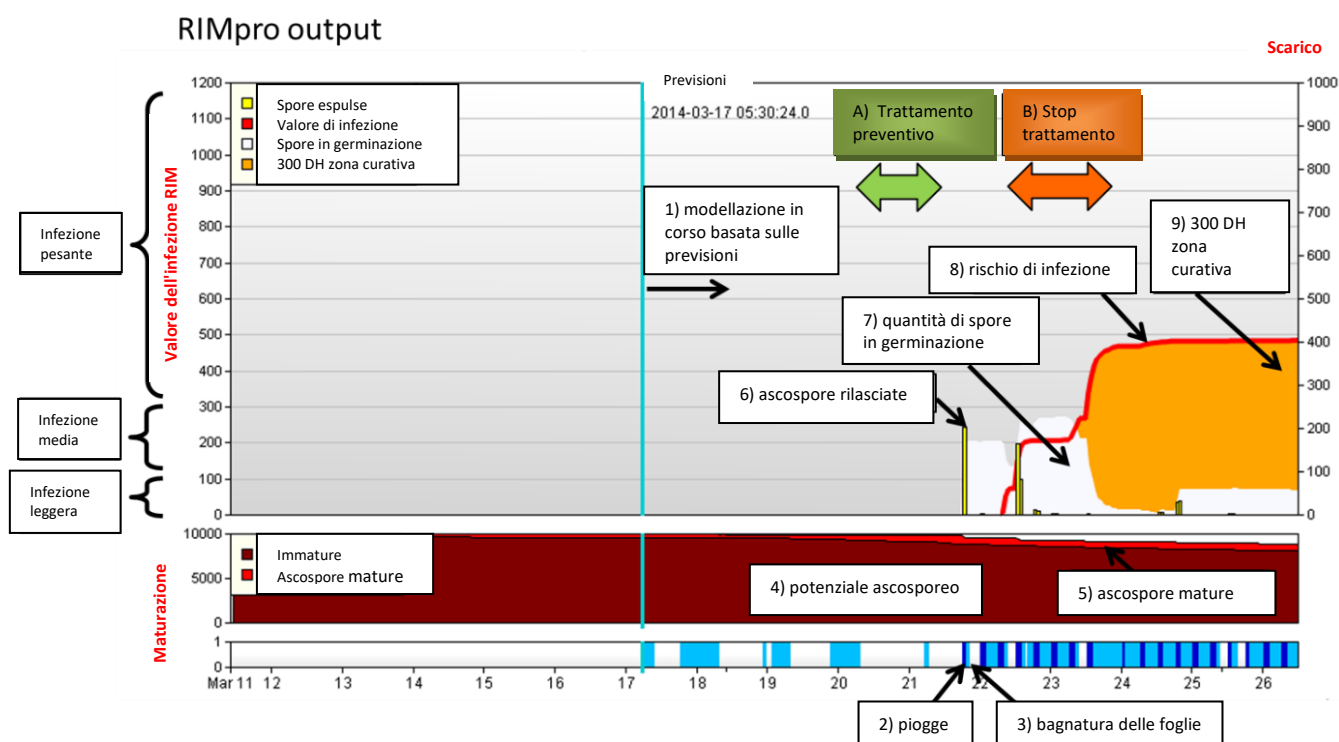 RIMpro output
Scarico
Previsioni
2014-03-17 05:30:24.0
Spore espulse
Valore di infezione
Spore in germinazione
300 DH zona curativa
A) Trattamento
preventivo
B) Stop
trattamento
Infezione
pesante
Infezione
media
Infezione
leggera
Valore dell'infezione RIM
1200
1100
1000
900
800
700
600
500
400
300
200
100
0
1000
900
800
700
600
500
400
300
200
100
0
1) modellazione in
corso basata sulle
previsioni
9) 300 DH
zona
curativa
8) rischio di infezione
7) quantità di spore
in germinazione
6) ascospore rilasciate
Maturazione
10000
5000
0
Immature
Ascospore mature
4) potenziale ascosporeo
5) ascospore mature
1
0
1
0
Mar 11 12 13 14 15 16 17 18 19 20 21 22 23 24 25 26
2) piogge
3) bagnatura delle foglie